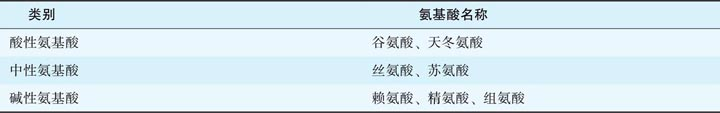 类别 氨基酸名称
酸性氨基酸 谷氨酸、天冬氨酸
中性氨基酸 丝氨酸、苏氨酸
碱性氨基酸 赖氨酸、精氨酸、组氨酸